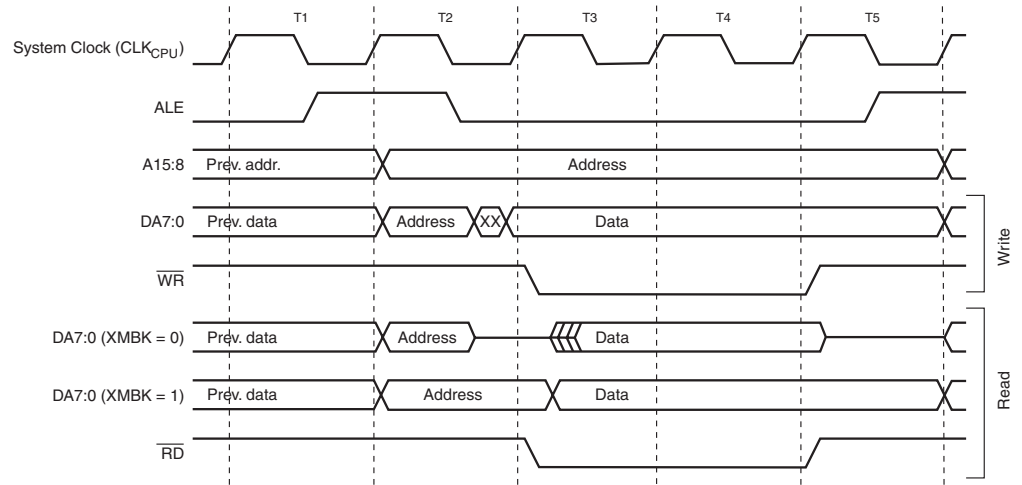 T1 T2 T3 T4 T5
System Clock (CLKCPU)
ALE
A15:8 Prev. addr. Address
DA7:0 Prev. data Address XX Data
WR
Write
DA7:0 (XMBK = 0) Prev. data Address Data
DA7:0 (XMBK = 1) Prev. data Address Data
RD
Read